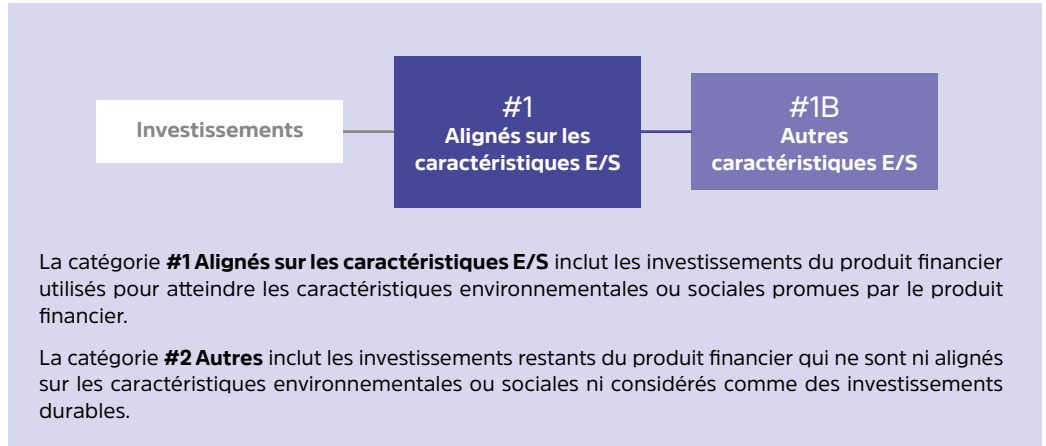 Investissements
#1
Alignés sur les
caractéristiques E/S
#1B
Autres
caractéristiques E/S
La catégorie #1 Alignés sur les caractéristiques E/S inclut les investissements du produit financier
utilisés pour atteindre les caractéristiques environnementales ou sociales promues par le produit
financier.
La catégorie #2 Autres inclut les investissements restants du produit financier qui ne sont ni alignés
sur les caractéristiques environnementales ou sociales ni considérés comme des investissements
durables.